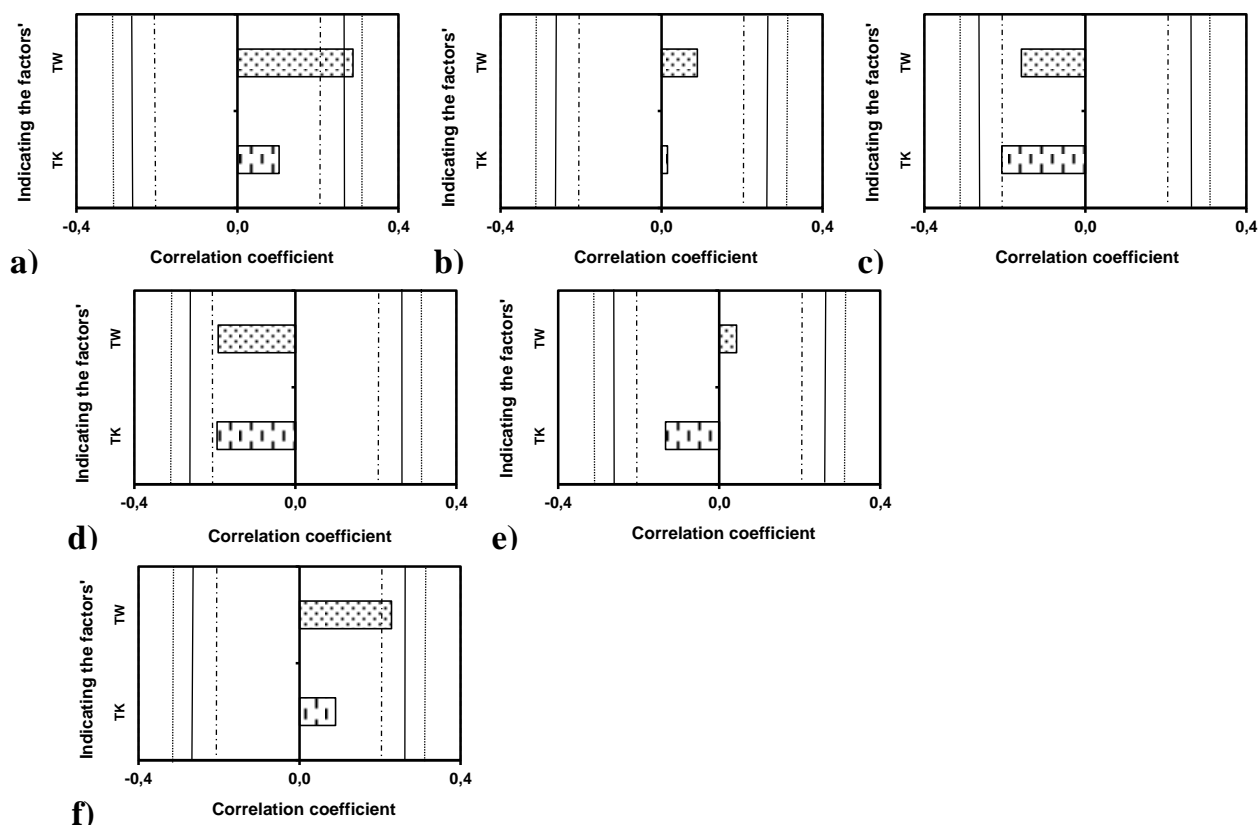 Indicating the factors'
TW
TK
-0,4 0,0 0,4
Correlation coefficient
a)
Indicating the factors'
TW
TK
-0,4 0,0 0,4
Correlation coefficient
b)
Indicating the factors'
TW
TK
-0,4 0,0 0,4
Correlation coefficient
c)
Indicating the factors'
TW
TK
-0,4 0,0 0,4
Correlation coefficient
d)
Indicating the factors'
TW
TK
-0,4 0,0 0,4
Correlation coefficient
e)
Indicating the factors'
TW
TK
-0,4 0,0 0,4
Correlation coefficient
f)